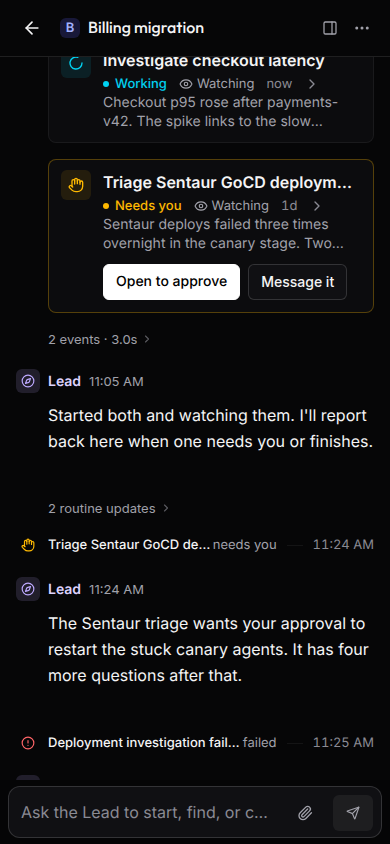 B Billing migration
Investigate checkout latency
Working Watching now
Checkout p95 rose after payments-
v42. The spike links to the slow...
Triage Sentaur GoCD deploym...
Needs you Watching 1d
Sentaur deploys failed three times
overnight in the canary stage. Two...
Open to approve Message it
2 events · 3.0s
Lead 11:05 AM
Started both and watching them. I'll report
back here when one needs you or finishes.
2 routine updates
Triage Sentaur GoCD de... needs you 11:24 AM
Lead 11:24 AM
The Sentaur triage wants your approval to
restart the stuck canary agents. It has four
more questions after that.
Deployment investigation fail... failed 11:25 AM
Ask the Lead to start, find, or c...